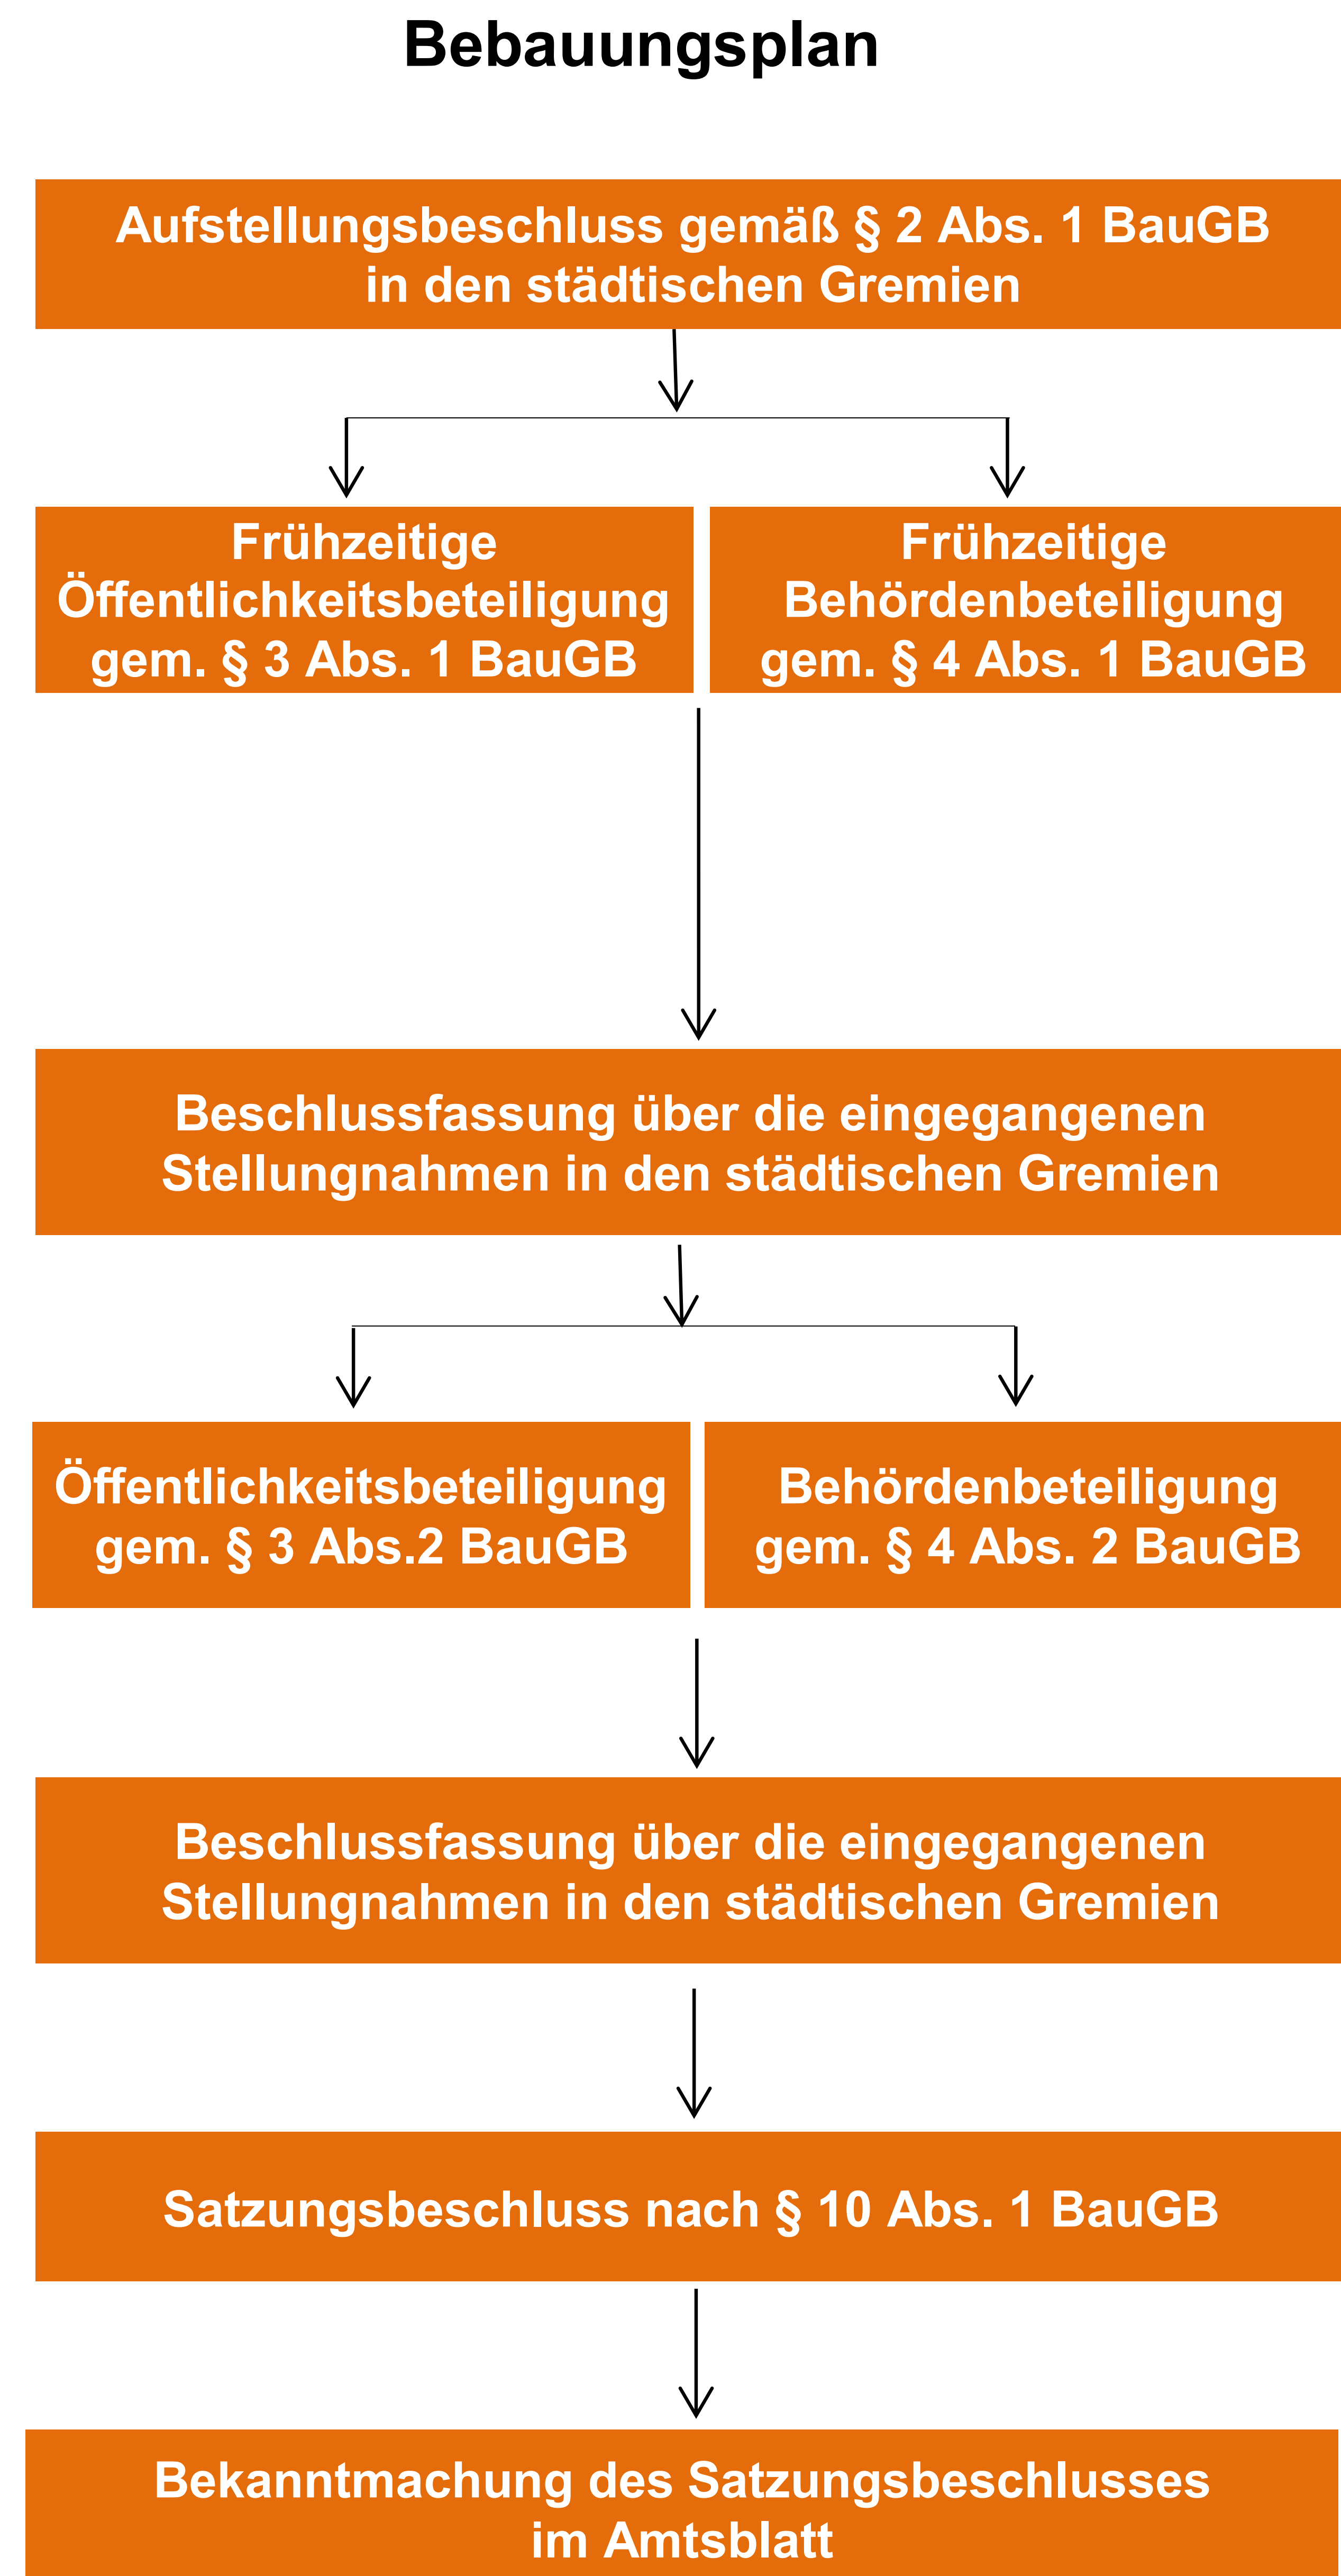 Bebauungsplan
Aufstellungsbeschluss gemäß § 2 Abs. 1 BauGB
in den städtischen Gremien
Frühzeitige
Öffentlichkeitsbeteiligung
gem. § 3 Abs. 1 BauGB
Frühzeitige
Behördenbeteiligung
gem. § 4 Abs. 1 BauGB
Beschlussfassung über die eingegangenen
Stellungnahmen in den städtischen Gremien
Öffentlichkeitsbeteiligung
gem. § 3 Abs.2 BauGB
Behördenbeteiligung
gem. § 4 Abs. 2 BauGB
Beschlussfassung über die eingegangenen
Stellungnahmen in den städtischen Gremien
Satzungsbeschluss nach § 10 Abs. 1 BauGB
Bekanntmachung des Satzungsbeschlusses
im Amtsblatt